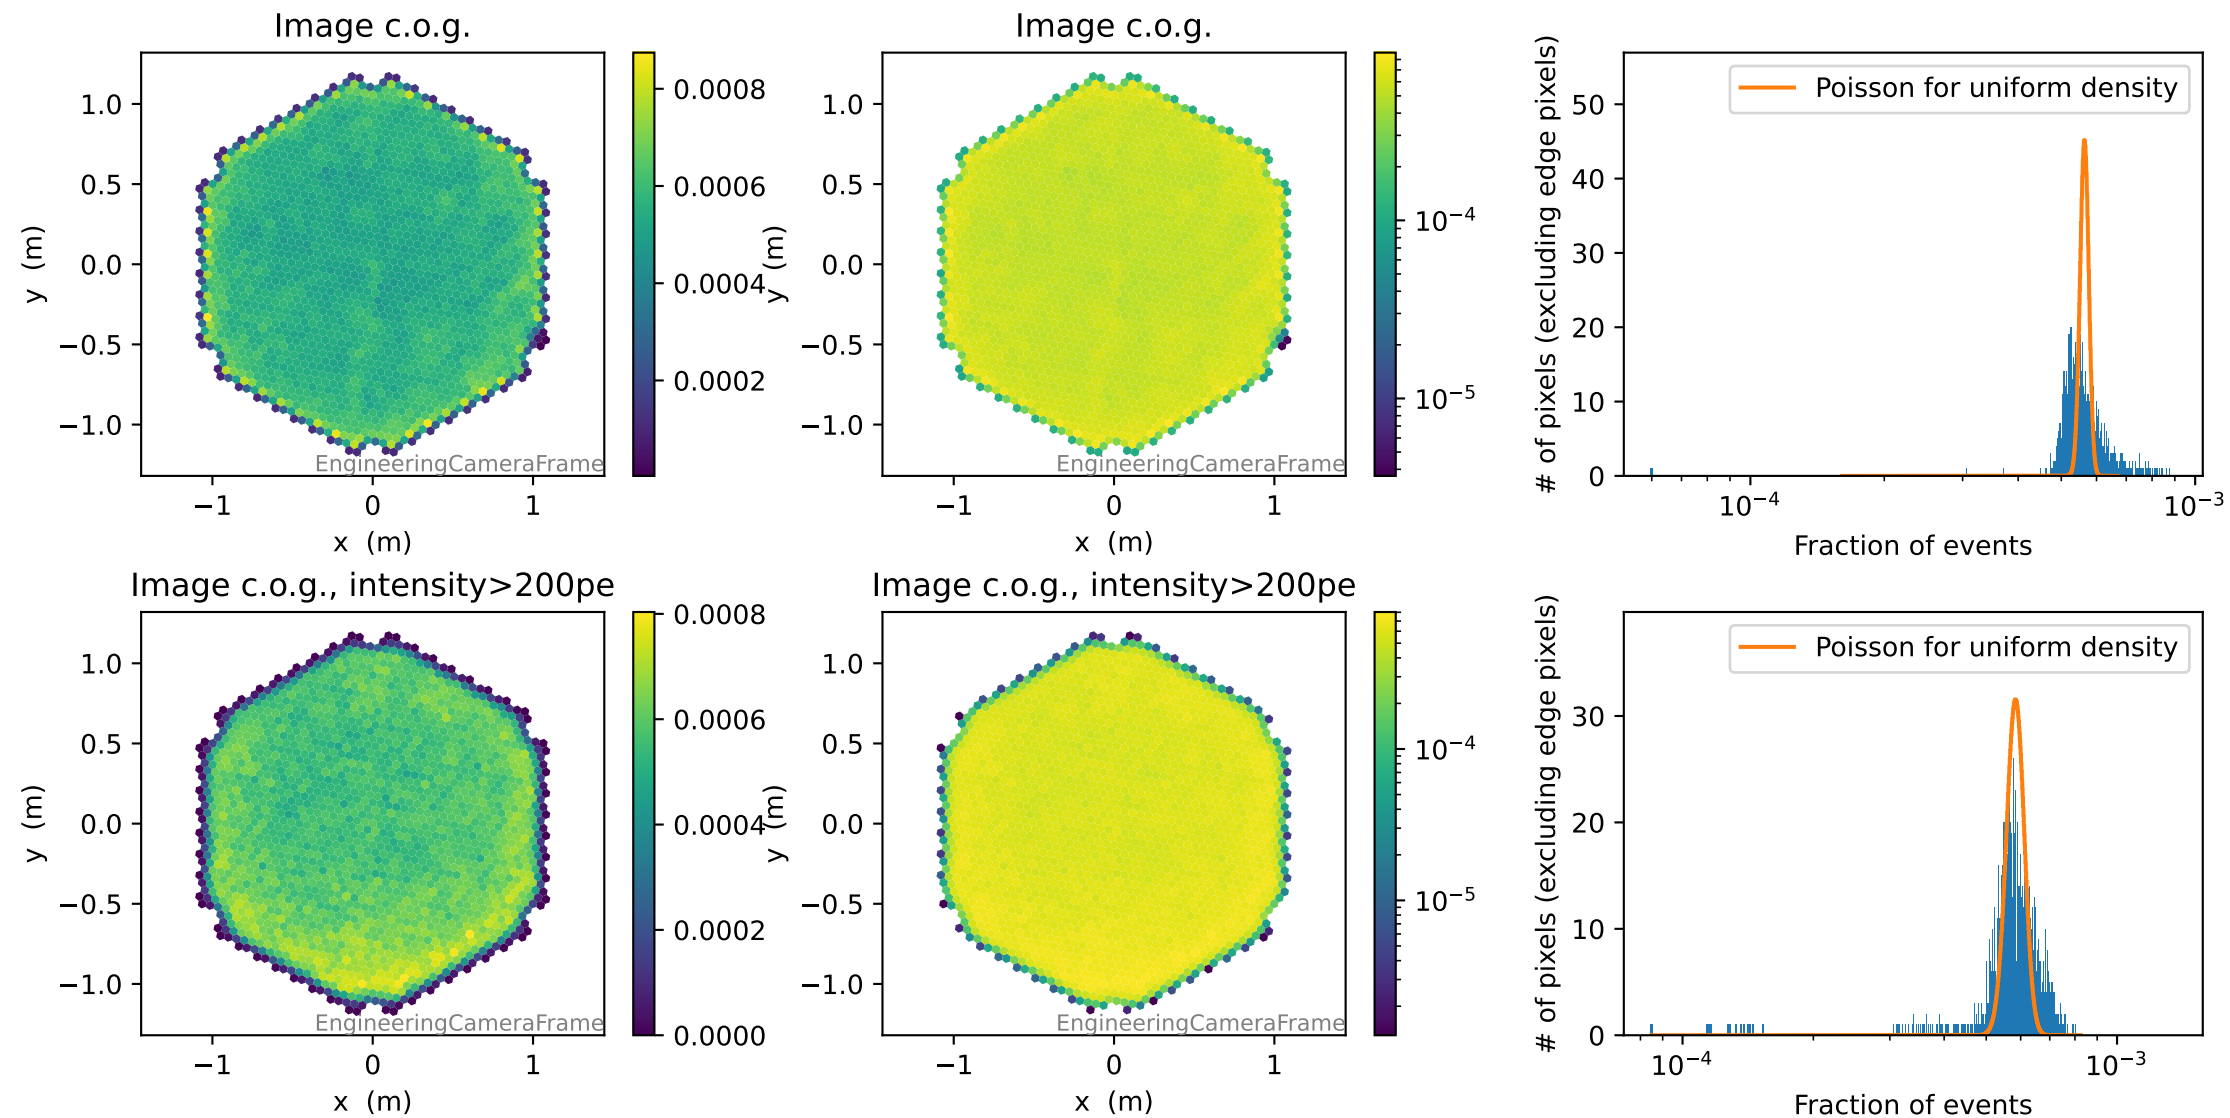 Image c.o.g.
1.0
0.5
0.0
−0.5
−1.0
y (m)
−1
0
1
x (m)
EngineeringCameraFrame
0.0008
0.0006
0.0004
0.0002
Image c.o.g.
1.0
0.5
0.0
−0.5
−1.0
y (m)
−1
0
1
x (m)
EngineeringCameraFrame
10⁻⁴
10⁻⁵
Poisson for uniform density
# of pixels (excluding edge pixels)
50
40
30
20
10
0
10⁻⁴
10⁻³
Fraction of events
Image c.o.g., intensity>200pe
1.0
0.5
0.0
−0.5
−1.0
y (m)
−1
0
1
x (m)
EngineeringCameraFrame
0.0008
0.0006
0.0004
0.0002
0.0000
Image c.o.g., intensity>200pe
1.0
0.5
0.0
−0.5
−1.0
y (m)
−1
0
1
x (m)
EngineeringCameraFrame
10⁻⁴
10⁻⁵
Poisson for uniform density
# of pixels (excluding edge pixels)
30
20
10
0
10⁻⁴
10⁻³
Fraction of events